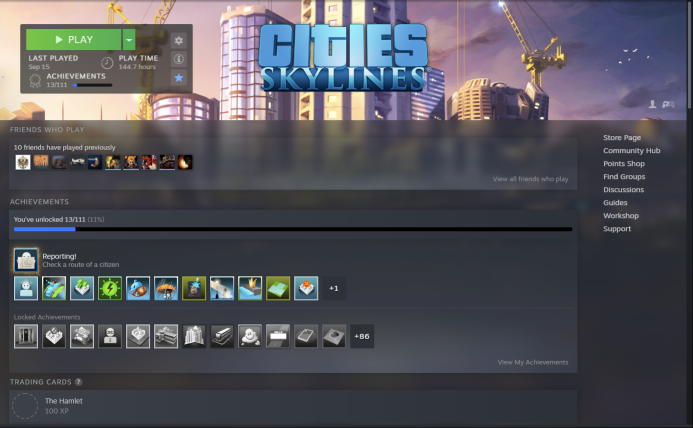 PLAY
CITIES
SKYLINES
LAST PLAYED
Sep 15
PLAY TIME
144.7 hours
ACHIEVEMENTS
13/111
FRIENDS WHO PLAY
10 friends have played previously
View all friends who play
Store Page
Community Hub
Points Shop
Find Groups
Discussions
Guides
Workshop
Support
ACHIEVEMENTS
You've unlocked 13/111 (11%)
Reporting!
Check a route of a citizen
+1
Locked Achievements
+86
View My Achievements
TRADING CARDS ?
The Hamlet
100 XP